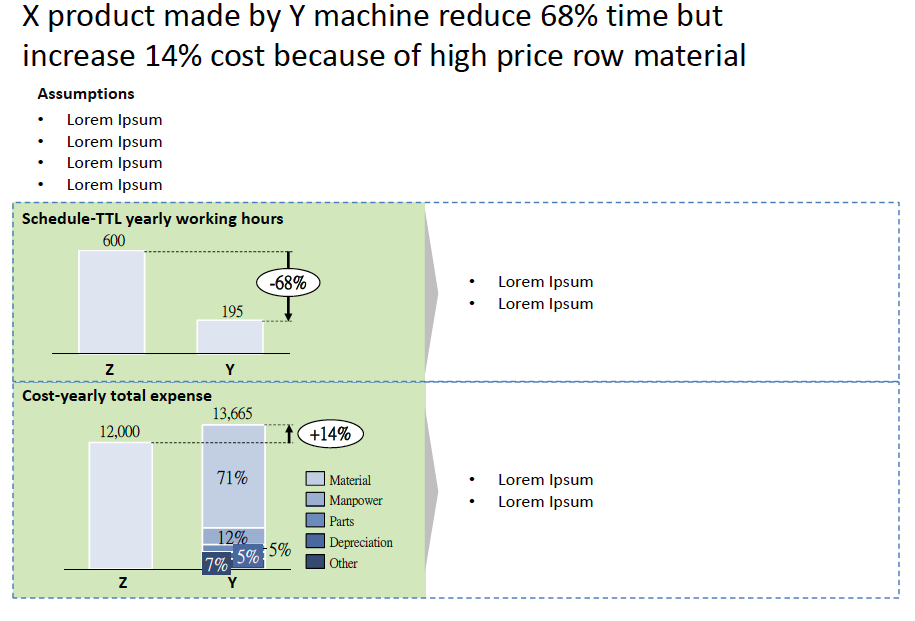 X product made by Y machine reduce 68% time but
increase 14% cost because of high price row material
Assumptions
• Lorem Ipsum
• Lorem Ipsum
• Lorem Ipsum
• Lorem Ipsum
Schedule-TTL yearly working hours
600
-68%
195
Z Y
• Lorem Ipsum
• Lorem Ipsum
Cost-yearly total expense
13,665
12,000
+14%
71%
12%
5%
5%
7%
Z Y
Material
Manpower
Parts
Depreciation
Other
• Lorem Ipsum
• Lorem Ipsum